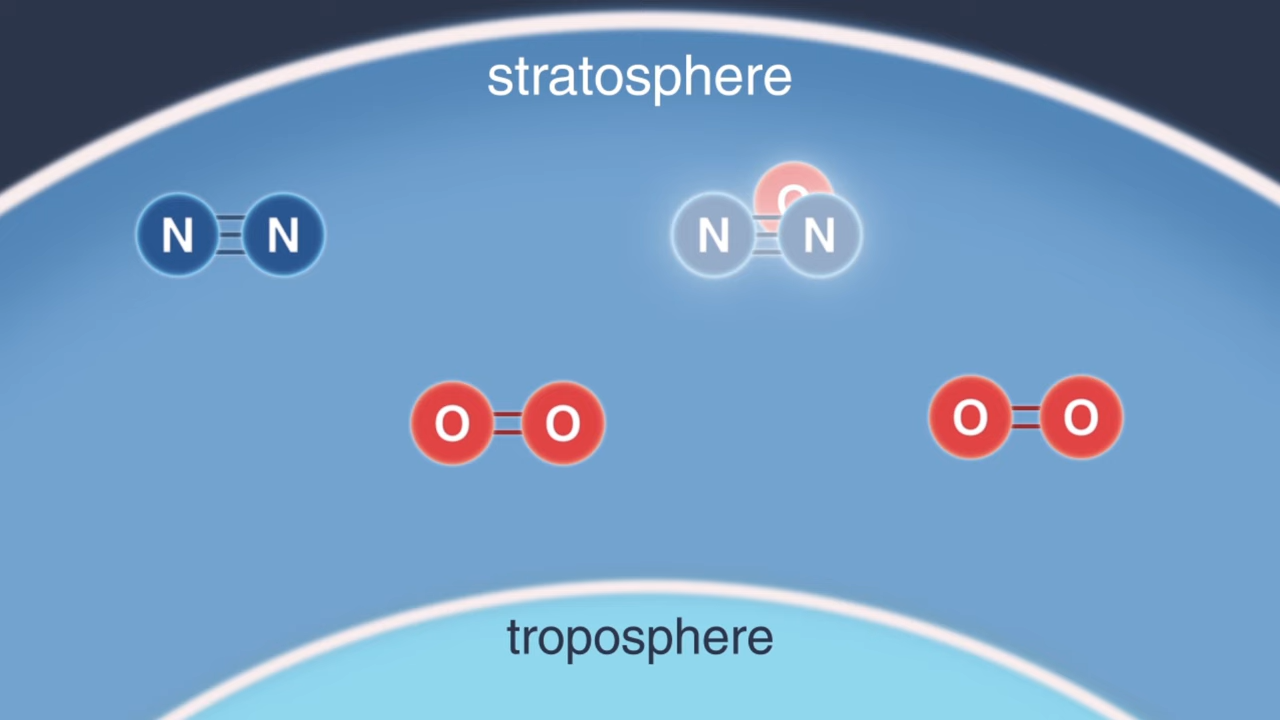 stratosphere
O
N N N N
O O O O
troposphere